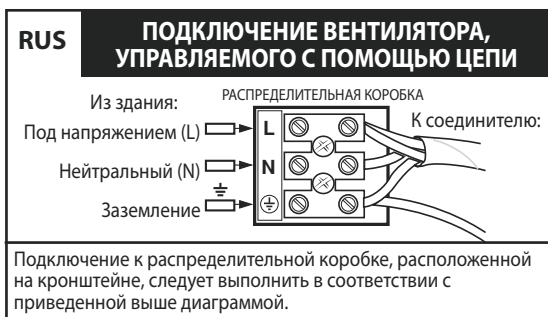 RUS
ПОДКЛЮЧЕНИЕ ВЕНТИЛЯТОРА,
УПРАВЛЯЕМОГО С ПОМОЩЬЮ ЦЕПИ
Из здания:
РАСПРЕДЕЛИТЕЛЬНАЯ КОРОБКА
К соединителю:
Под напряжением (L)
L
Нейтральный (N)
N
Заземление
Подключение к распределительной коробке, расположенной
на кронштейне, следует выполнить в соответствии с
приведенной выше диаграммой.